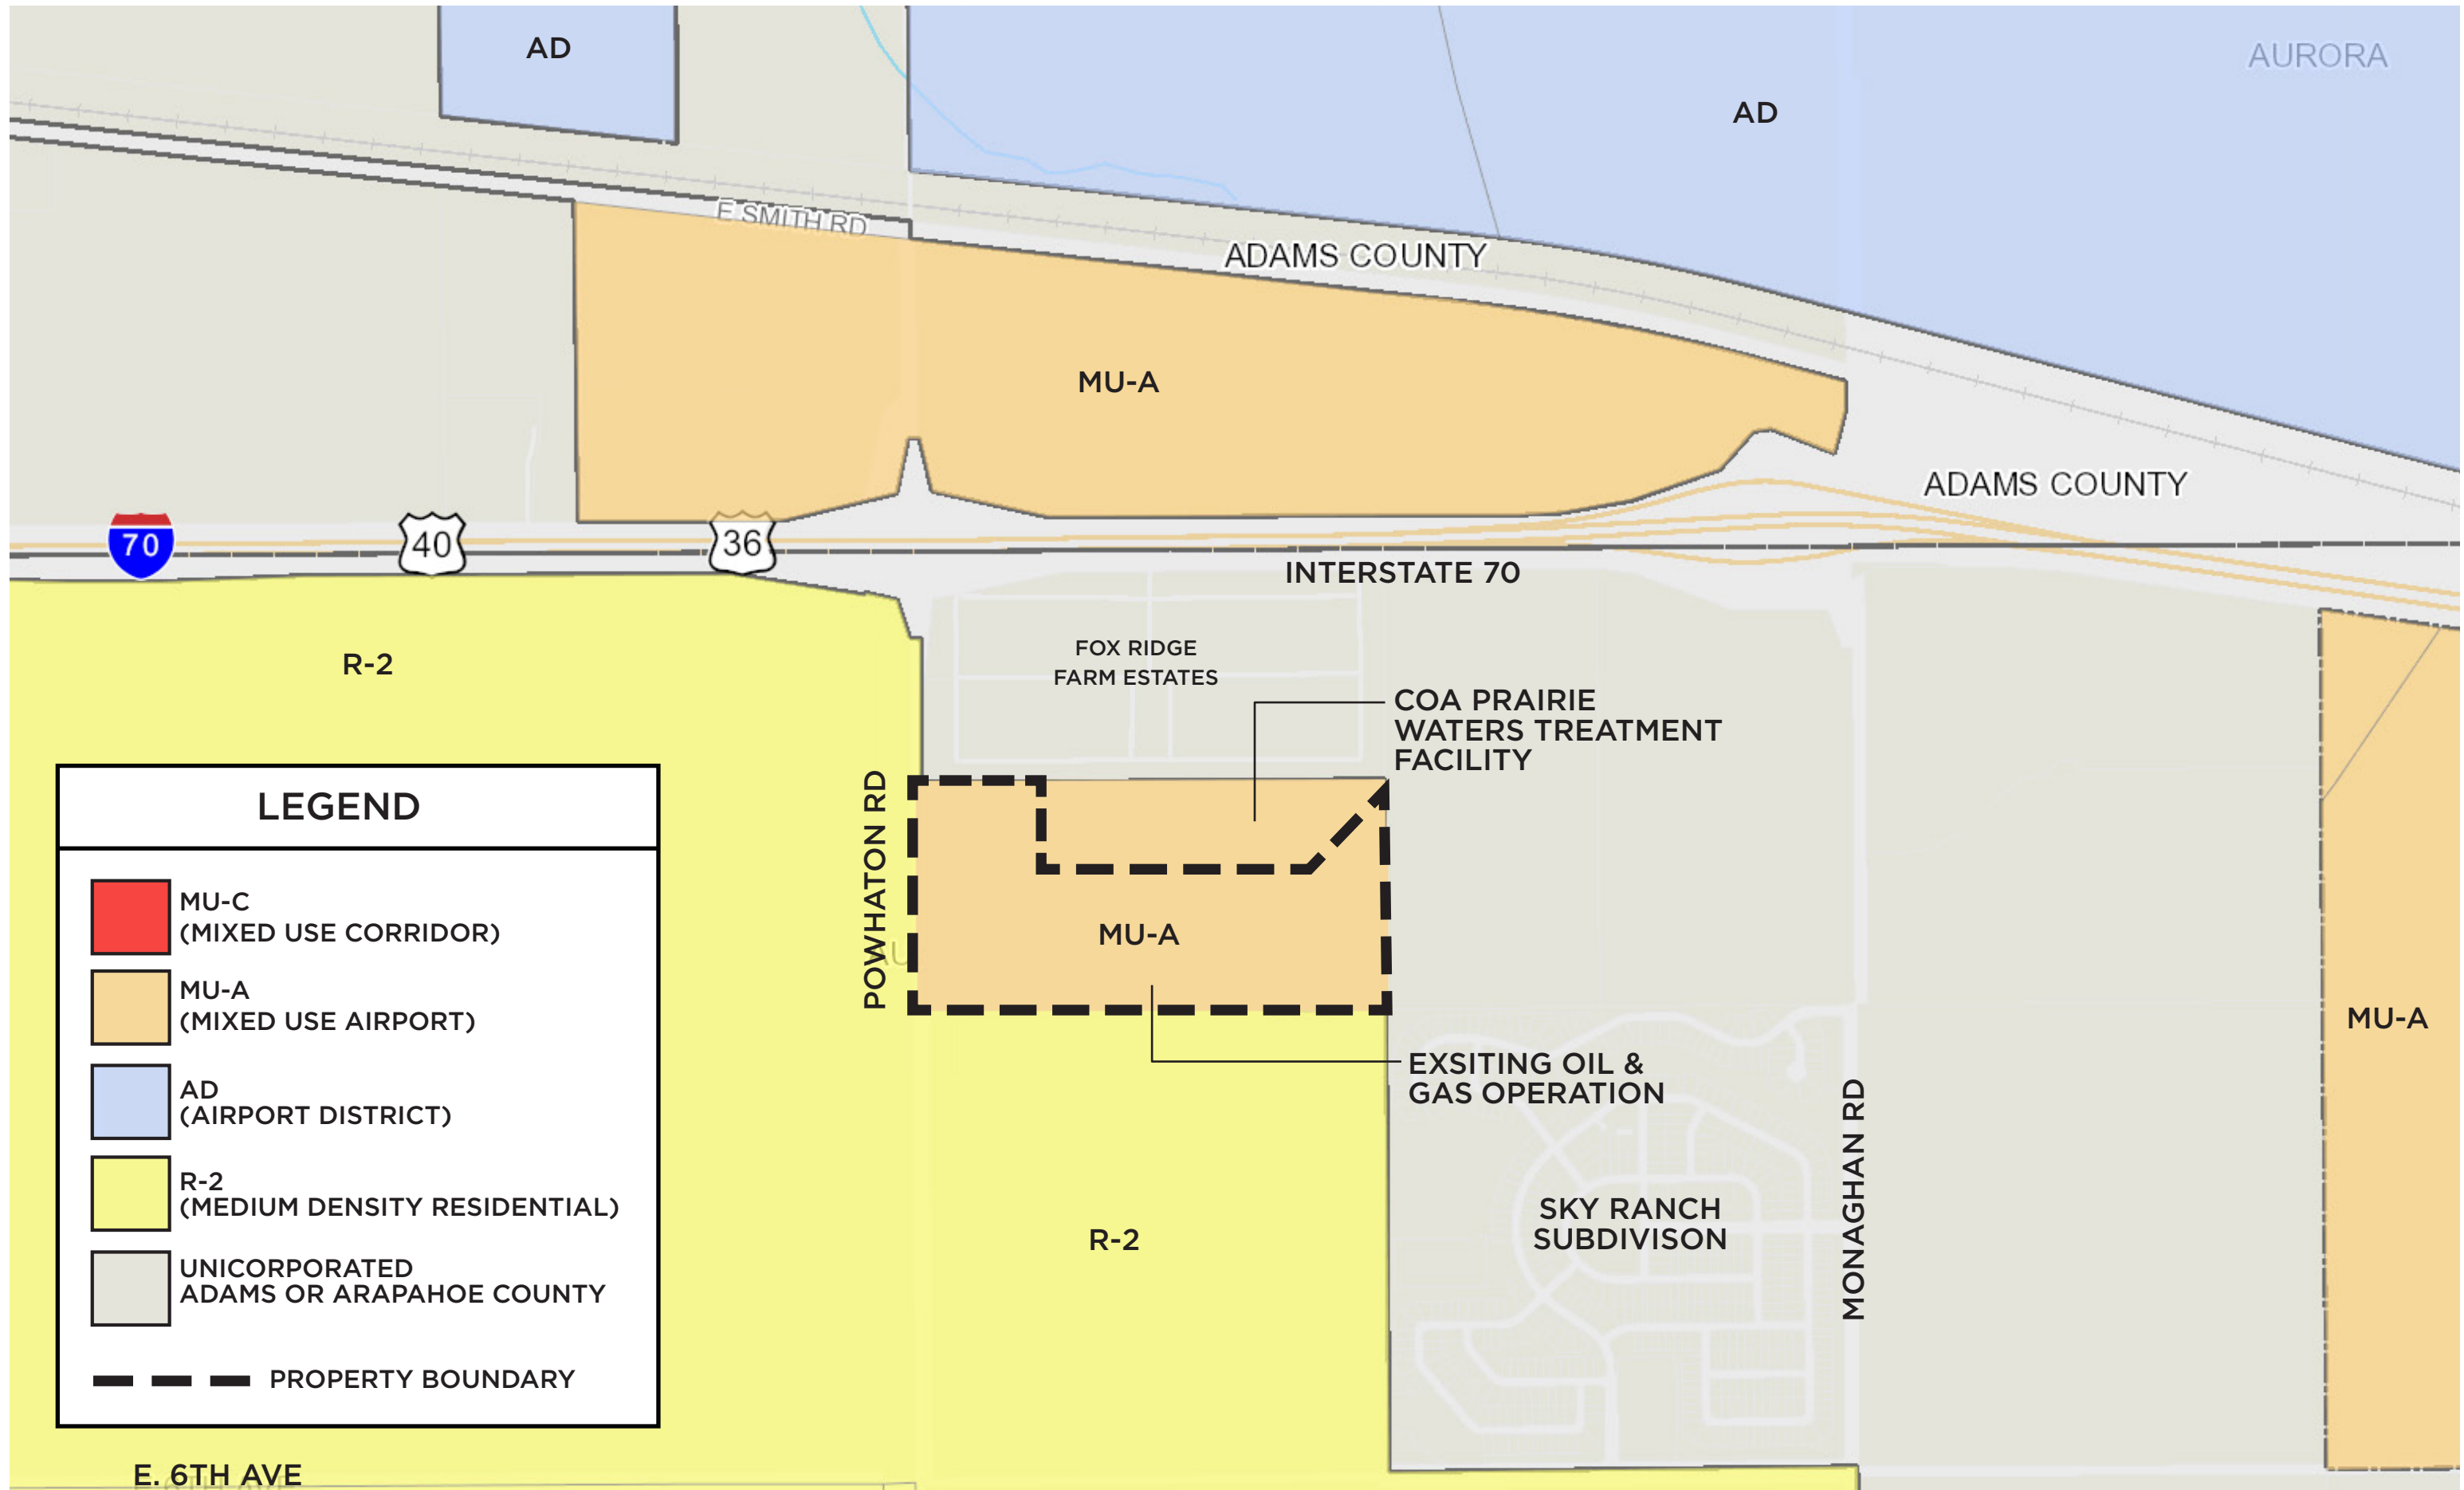 AD
AURORA
AD
E SMITH RD
ADAMS COUNTY
MU-A
ADAMS COUNTY
70
40
36
INTERSTATE 70
R-2
FOX RIDGE
FARM ESTATES
COA PRAIRIE
WATERS TREATMENT
FACILITY
POWHATON RD
AU
MU-A
MU-A
EXSITING OIL &
GAS OPERATION
MONAGHAN RD
SKY RANCH
SUBDIVISON
R-2
LEGEND
MU-C
(MIXED USE CORRIDOR)
MU-A
(MIXED USE AIRPORT)
AD
(AIRPORT DISTRICT)
R-2
(MEDIUM DENSITY RESIDENTIAL)
UNICORPORATED
ADAMS OR ARAPAHOE COUNTY
PROPERTY BOUNDARY
E. 6TH AVE